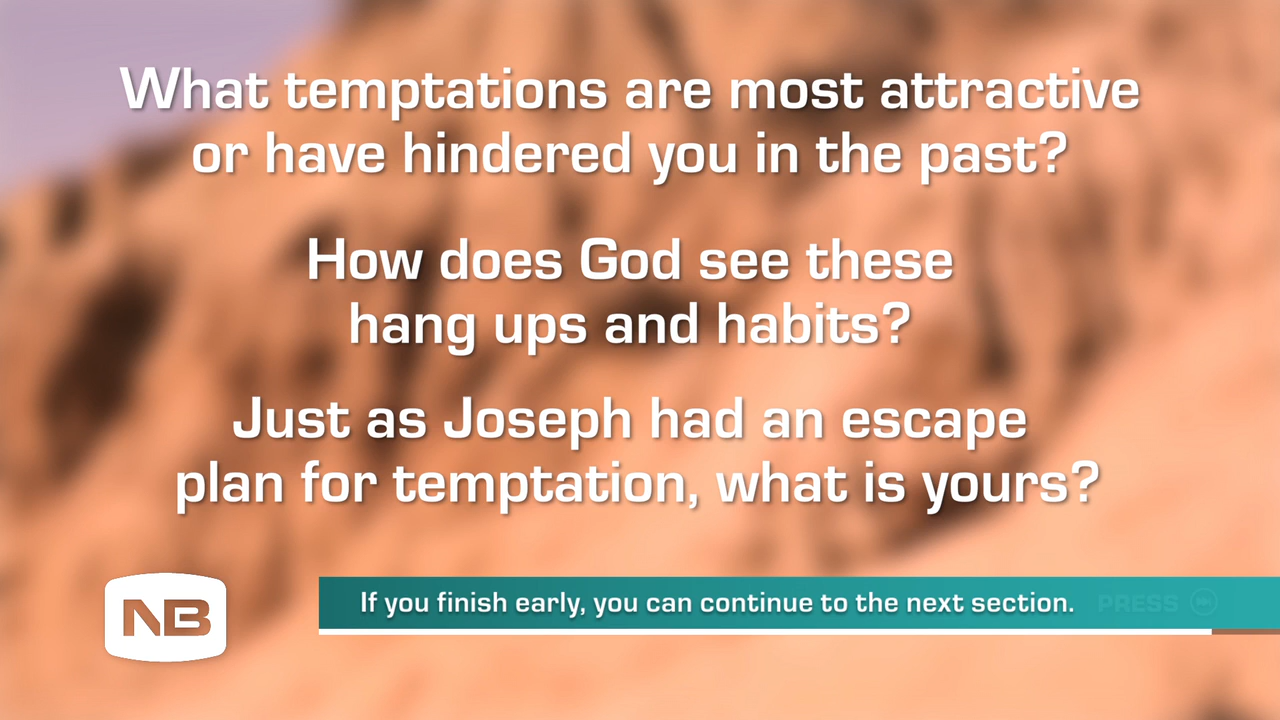 What temptations are most attractive
or have hindered you in the past?
How does God see these
hang ups and habits?
Just as Joseph had an escape
plan for temptation, what is yours?
NB
If you finish early, you can continue to the next section. PRESS